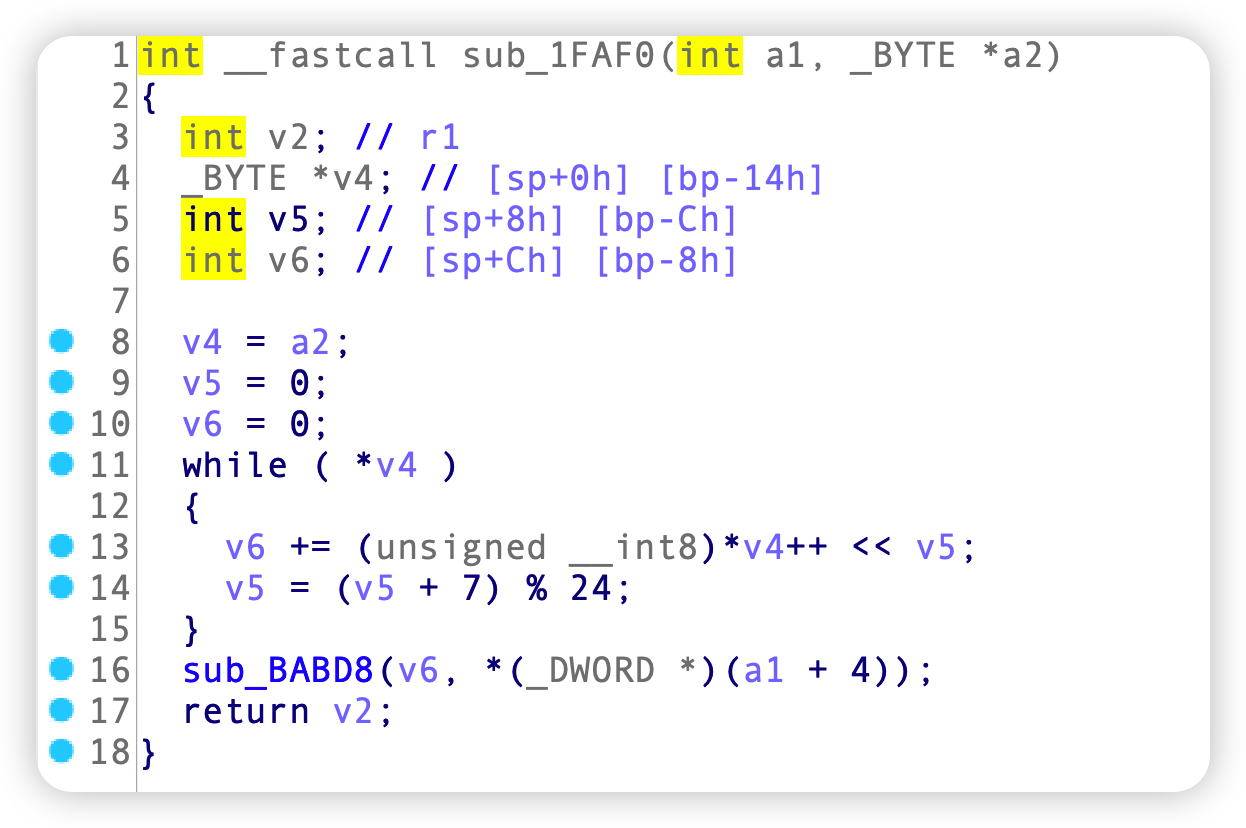 1 int __fastcall sub_1FAF0(int a1, _BYTE *a2)
2 {
3 int v2; // r1
4 _BYTE *v4; // [sp+0h] [bp-14h]
5 int v5; // [sp+8h] [bp-Ch]
6 int v6; // [sp+Ch] [bp-8h]
7
8 v4 = a2;
9 v5 = 0;
10 v6 = 0;
11 while ( *v4 )
12 {
13 v6 += (unsigned __int8)*v4++ << v5;
14 v5 = (v5 + 7) % 24;
15 }
16 sub_BABD8(v6, *(_DWORD *)(a1 + 4));
17 return v2;
18 }